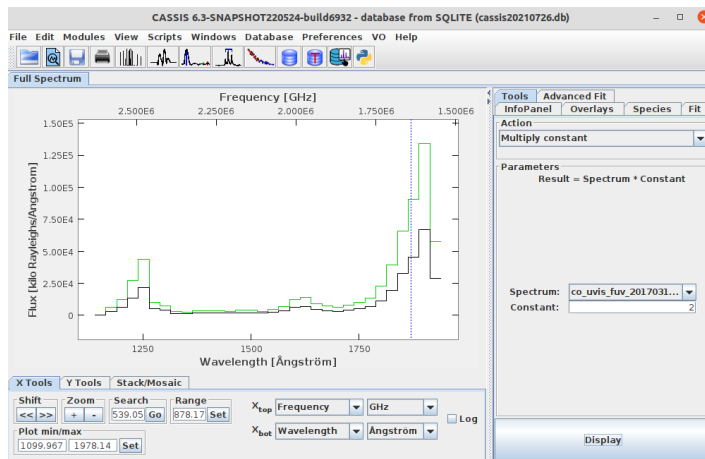 CASSIS 6.3-SNAPSHOT220524-build6932 - database from SQLITE (cassis20210726.db)
File Edit Modules View Scripts Windows Database Preferences VO Help
Full Spectrum
Frequency [GHz]
2.500E6 2.250E6 2.000E6 1.750E6 1.500E6
1.50E5
1.25E5
1.00E5
7.50E4
5.00E4
2.50E4
0
Flux [kilo Rayleighs/Angstrom]
1250 1500 1750
Wavelength [Ångström]
Tools Advanced Fit
InfoPanel Overlays Species Fit
Action
Multiply constant
Parameters
Result = Spectrum * Constant
Spectrum: co_uvis_fuv_2017031...
Constant: 2
Display
X Tools Y Tools Stack/Mosaic
Shift Zoom Search Range
<< >> + - 539.05 Go 878.17 Set
Plot min/max
1099.967 1978.14 Set
Xtop Frequency GHz
Log
Xbot Wavelength Ångström